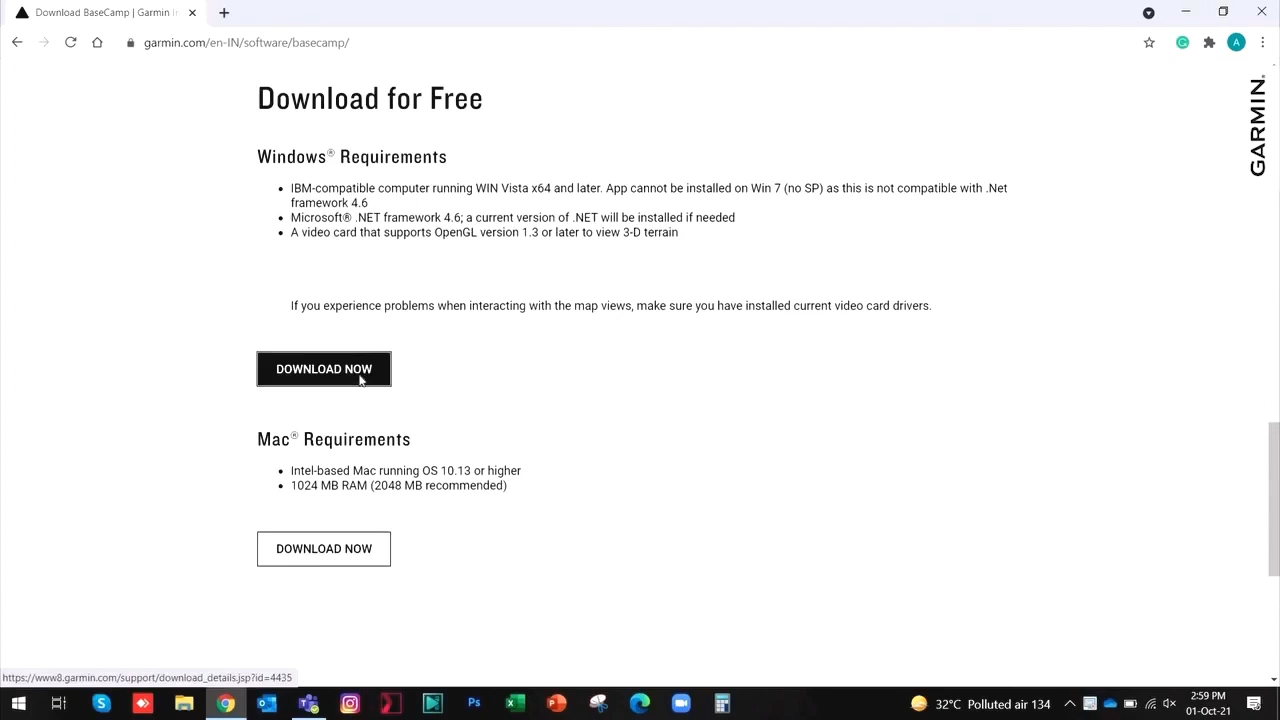 Download BaseCamp | Garmin I
garmin.com/en-IN/software/basecamp/
A
GARMIN
Download for Free
Windows® Requirements
IBM-compatible computer running WIN Vista x64 and later. App cannot be installed on Win 7 (no SP) as this is not compatible with .Net
framework 4.6
Microsoft® .NET framework 4.6; a current version of .NET will be installed if needed
A video card that supports OpenGL version 1.3 or later to view 3-D terrain
If you experience problems when interacting with the map views, make sure you have installed current video card drivers.
DOWNLOAD NOW
Mac® Requirements
Intel-based Mac running OS 10.13 or higher
1024 MB RAM (2048 MB recommended)
DOWNLOAD NOW
https://www8.garmin.com/support/download_details.jsp?id=4435
32°C Polluted air 134
2:59 PM
01-Oct-21